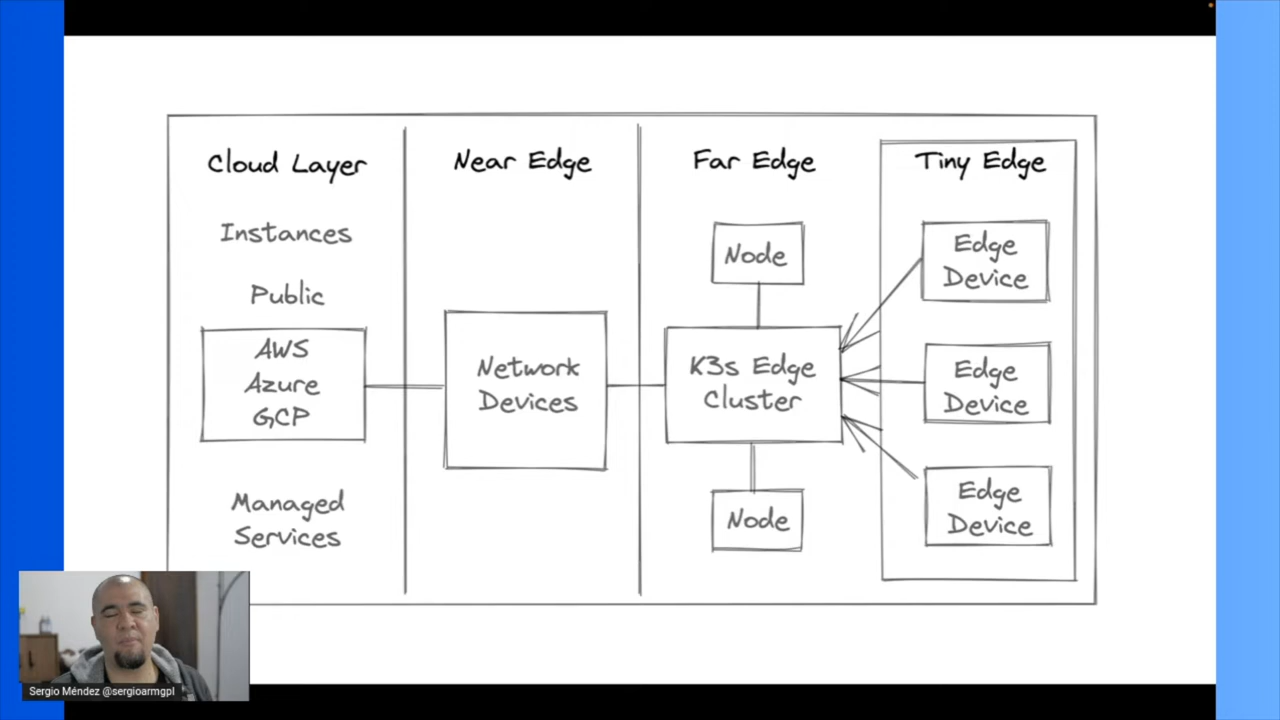 Cloud Layer
Instances
Public
AWS
Azure
GCP
Managed
Services
Near Edge
Network
Devices
Far Edge
Node
K3s Edge
Cluster
Node
Tiny Edge
Edge
Device
Edge
Device
Edge
Device
Sergio Méndez @sergioarmgpl